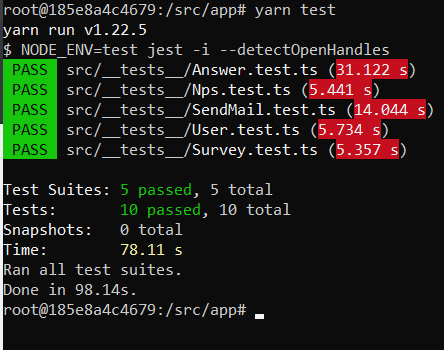 root@185e8a4c4679:/src/app# yarn test
yarn run v1.22.5
$ NODE_ENV=test jest -i --detectOpenHandles
PASS src/__tests__/Answer.test.ts (31.122 s)
PASS src/__tests__/Nps.test.ts (5.441 s)
PASS src/__tests__/SendMail.test.ts (14.044 s)
PASS src/__tests__/User.test.ts (5.734 s)
PASS src/__tests__/Survey.test.ts (5.357 s)
Test Suites: 5 passed, 5 total
Tests: 10 passed, 10 total
Snapshots: 0 total
Time: 78.11 s
Ran all test suites.
Done in 98.14s.
root@185e8a4c4679:/src/app#